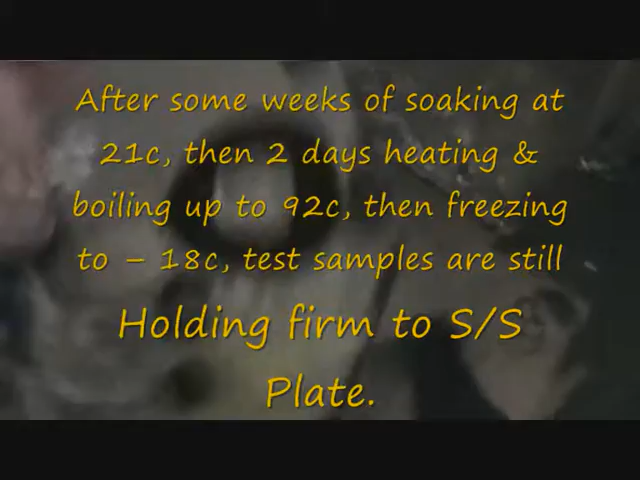 After some weeks of soaking at
21c, then 2 days heating &
boiling up to 92c, then freezing
to – 18c, test samples are still
Holding firm to S/S
Plate.